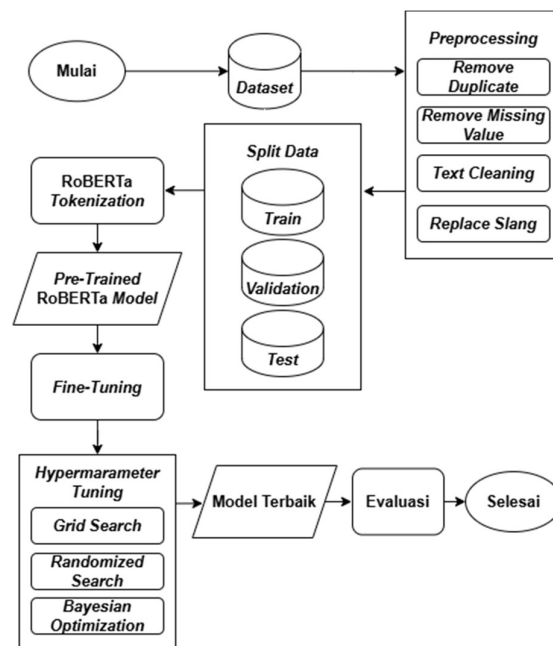 Mulai
Dataset
Preprocessing
Remove
Duplicate
Remove Missing
Value
Text Cleaning
Replace Slang
Split Data
Train
Validation
Test
RoBERTa
Tokenization
Pre-Trained
RoBERTa Model
Fine-Tuning
Hypermarameter
Tuning
Grid Search
Randomized
Search
Bayesian
Optimization
Model Terbaik
Evaluasi
Selesai